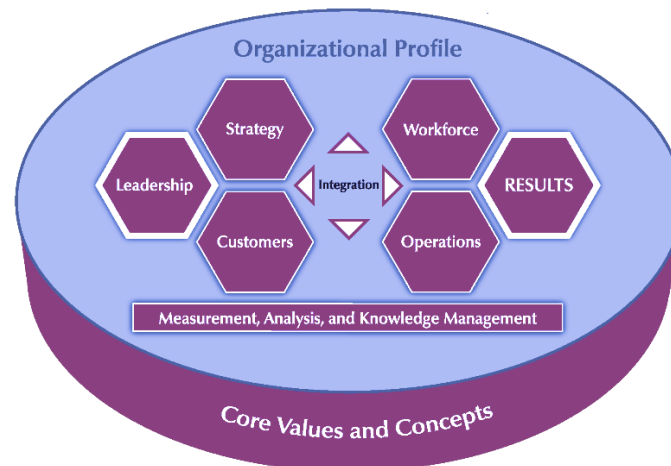 Organizational Profile
Strategy
Workforce
Leadership
Integration
RESULTS
Customers
Operations
Measurement, Analysis, and Knowledge Management
Core Values and Concepts